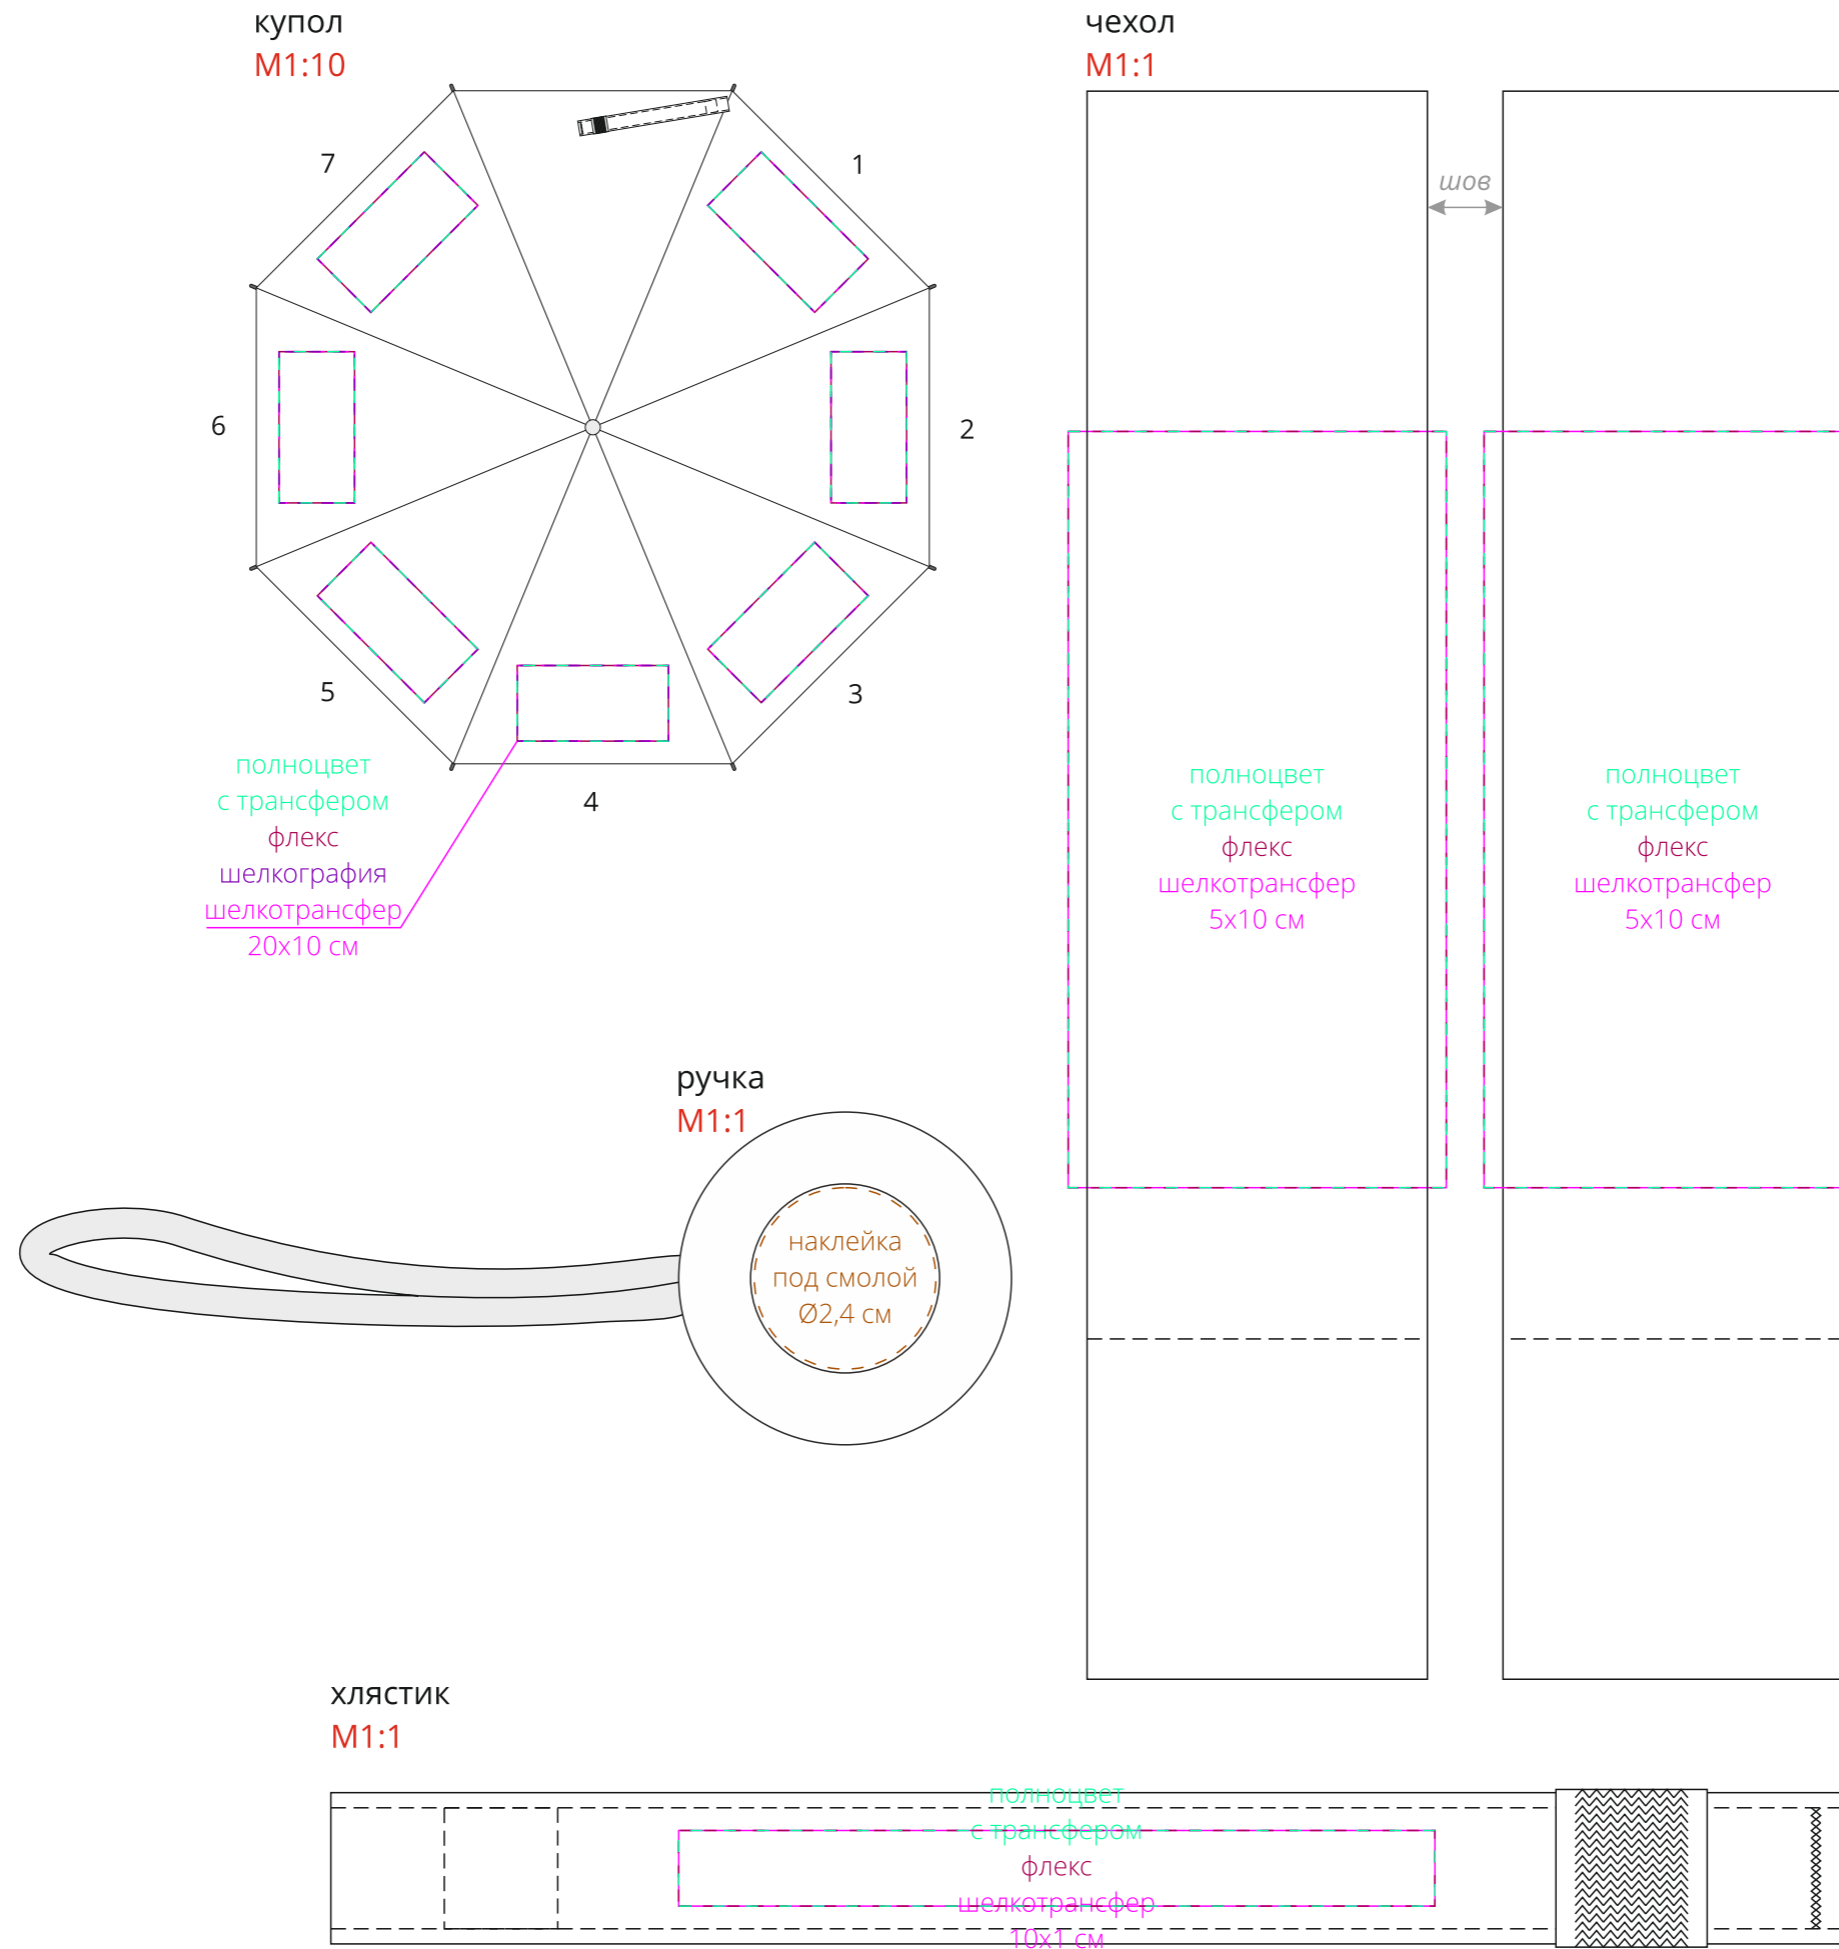 купол
М1:10
7
1
6
2
5
3
4
полноцвет
с трансфером
флекс
шелкография
шелкотрансфер
20х10 см
чехол
М1:1
шов
полноцвет
с трансфером
флекс
шелкотрансфер
5х10 см
полноцвет
с трансфером
флекс
шелкотрансфер
5х10 см
ручка
М1:1
наклейка
под смолой
Ø2,4 см
хлястик
М1:1
полноцвет
с трансфером
флекс
шелкотрансфер
10х1 см